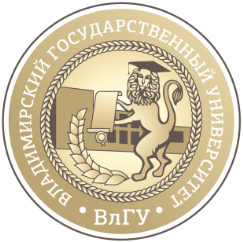 ВЛАДИМИРСКИЙ ГОСУДАРСТВЕННЫЙ УНИВЕРСИТЕТ
ВлГУ